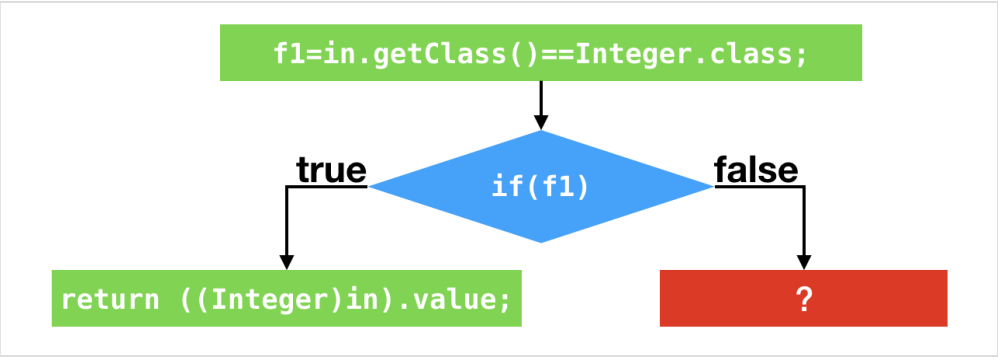 f1=in.getClass()==Integer.class;
true
false
if(f1)
return ((Integer)in).value;
?